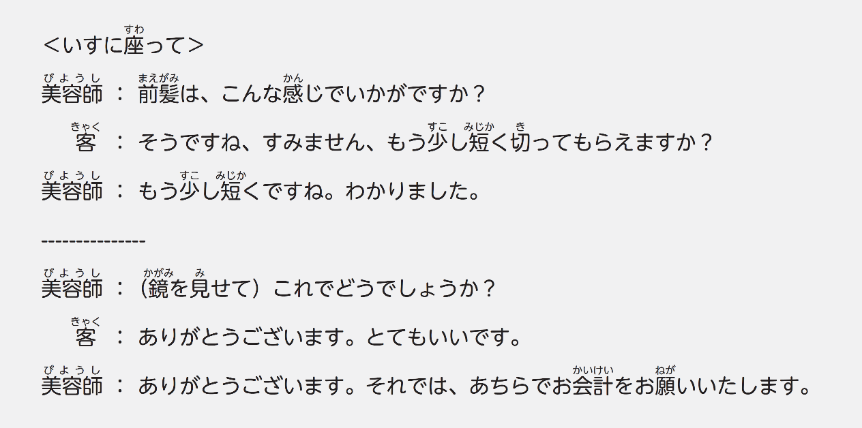 <いすに座って>
美容師 : 前髪は、こんな感じでいかがですか?
客 : そうですね、すみません、もう少し短く切ってもらえますか?
美容師 : もう少し短くですね。わかりました。
---------------
美容師 : (鏡を見せて) これでどうでしょうか?
客 : ありがとうございます。とてもいいです。
美容師 : ありがとうございます。それでは、あちらでお会計をお願いいたします。